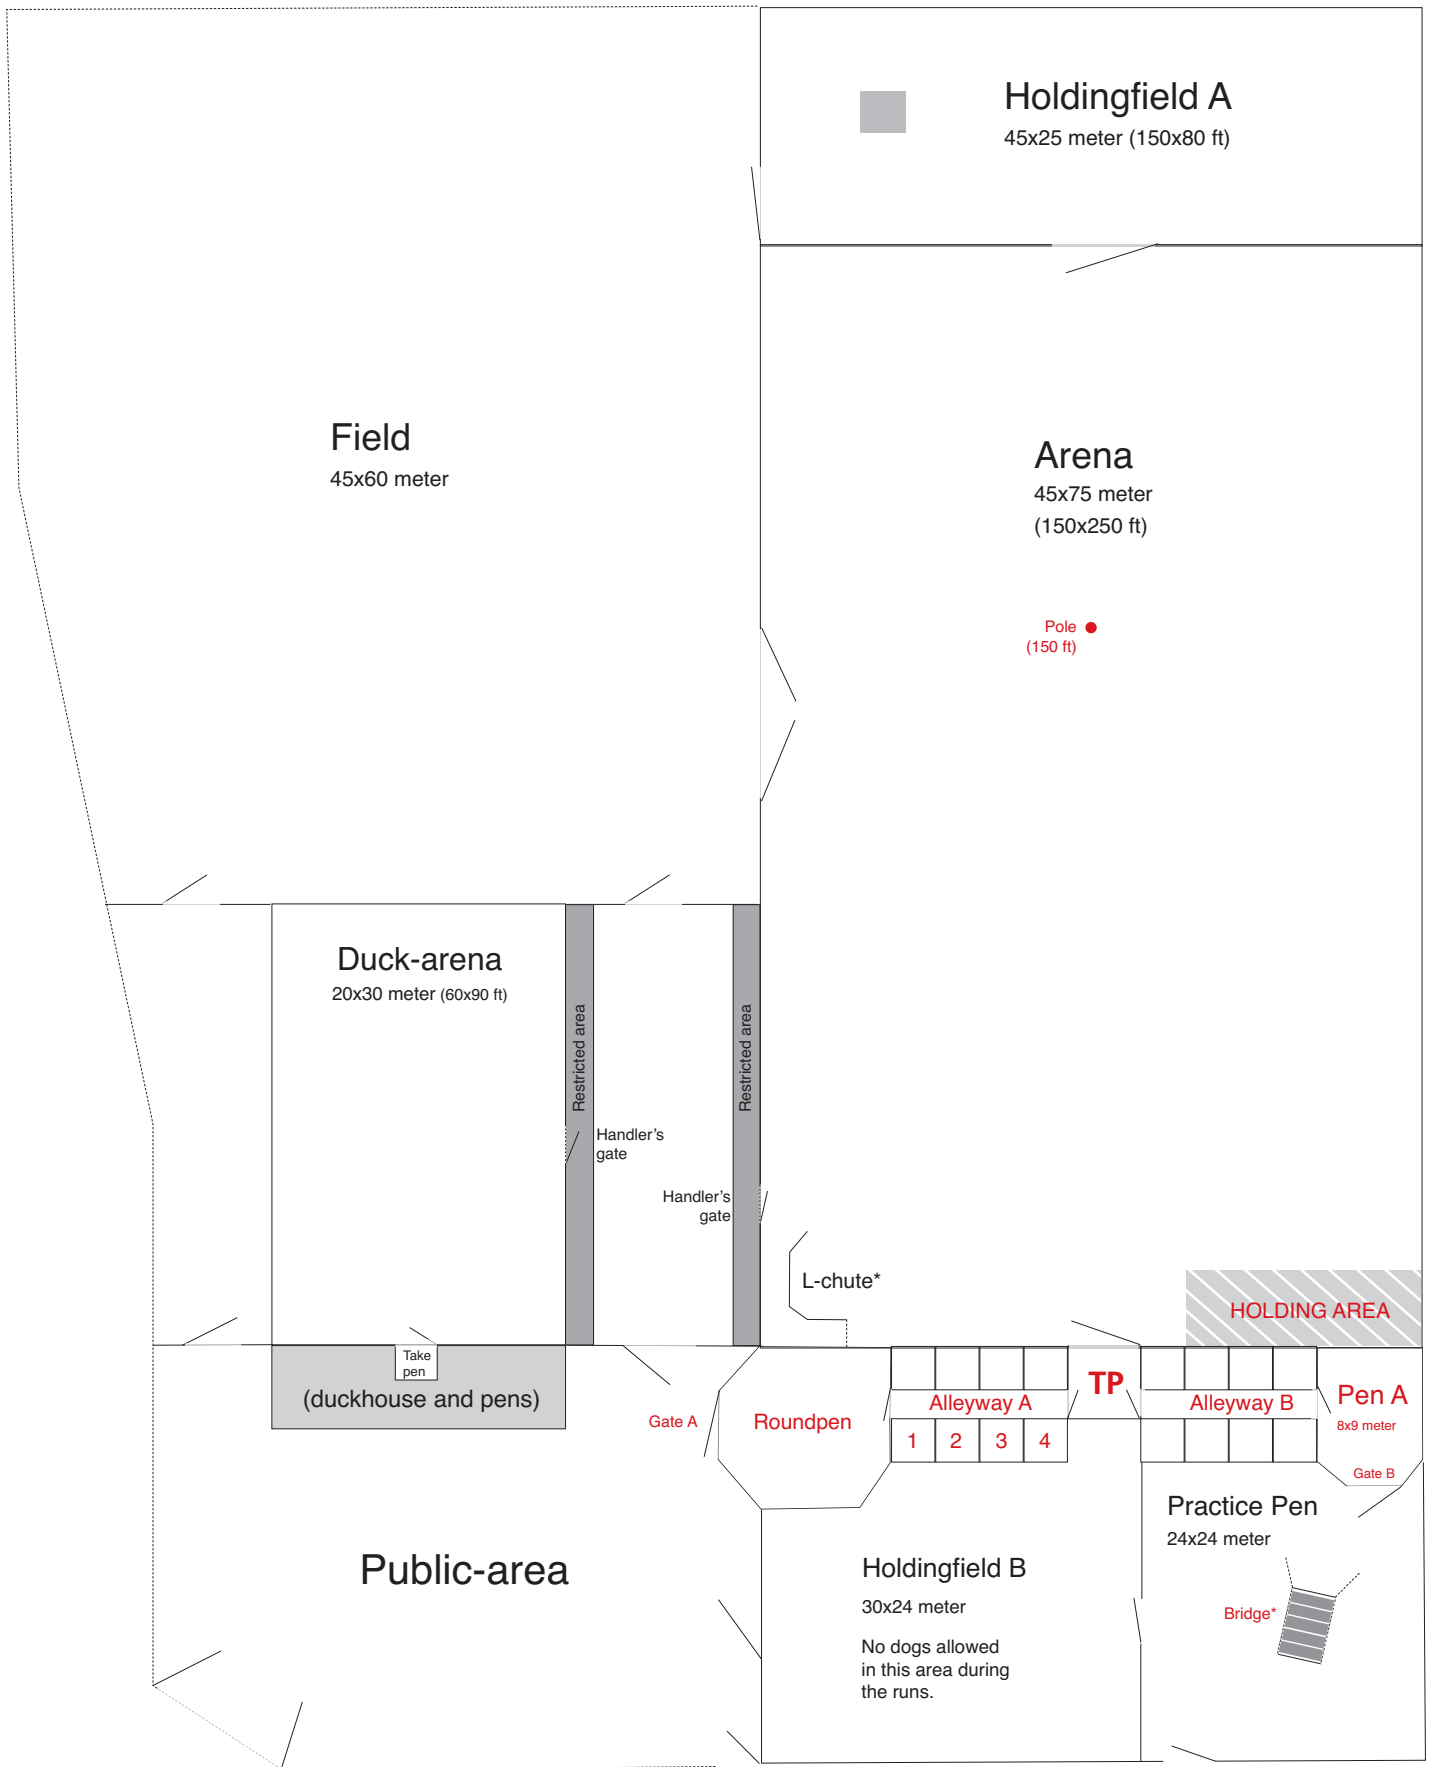 Holdingfield A
45x25 meter (150x80 ft)
Field
45x60 meter
Arena
45x75 meter
(150x250 ft)
Pole
(150 ft)
Duck-arena
20x30 meter (60x90 ft)
Restricted area
Restricted area
Handler's
gate
Handler's
gate
L-chute*
HOLDING AREA
Take
pen
(duckhouse and pens)
Gate A
Roundpen
Alleyway A
1 2 3 4
TP
Alleyway B
Pen A
8x9 meter
Gate B
Practice Pen
24x24 meter
Public-area
Holdingfield B
30x24 meter
No dogs allowed
in this area during
the runs.
Bridge*